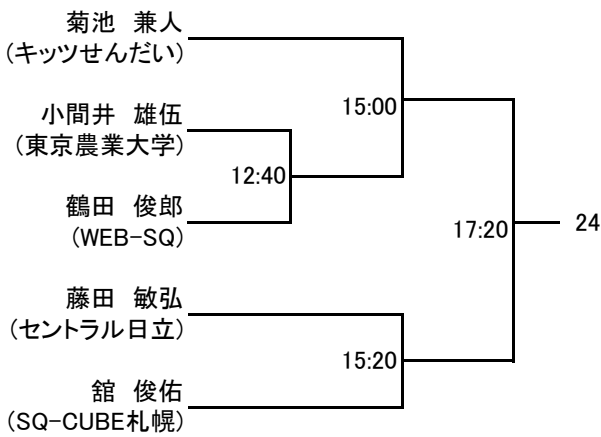 菊池　兼人
(キッツせんだい)
15:00
小間井　雄伍
(東京農業大学)
12:40
鶴田　俊郎
(WEB-SQ)
17:20
24
藤田　敏弘
(セントラル日立)
15:20
舘　俊佑
(SQ-CUBE札幌)